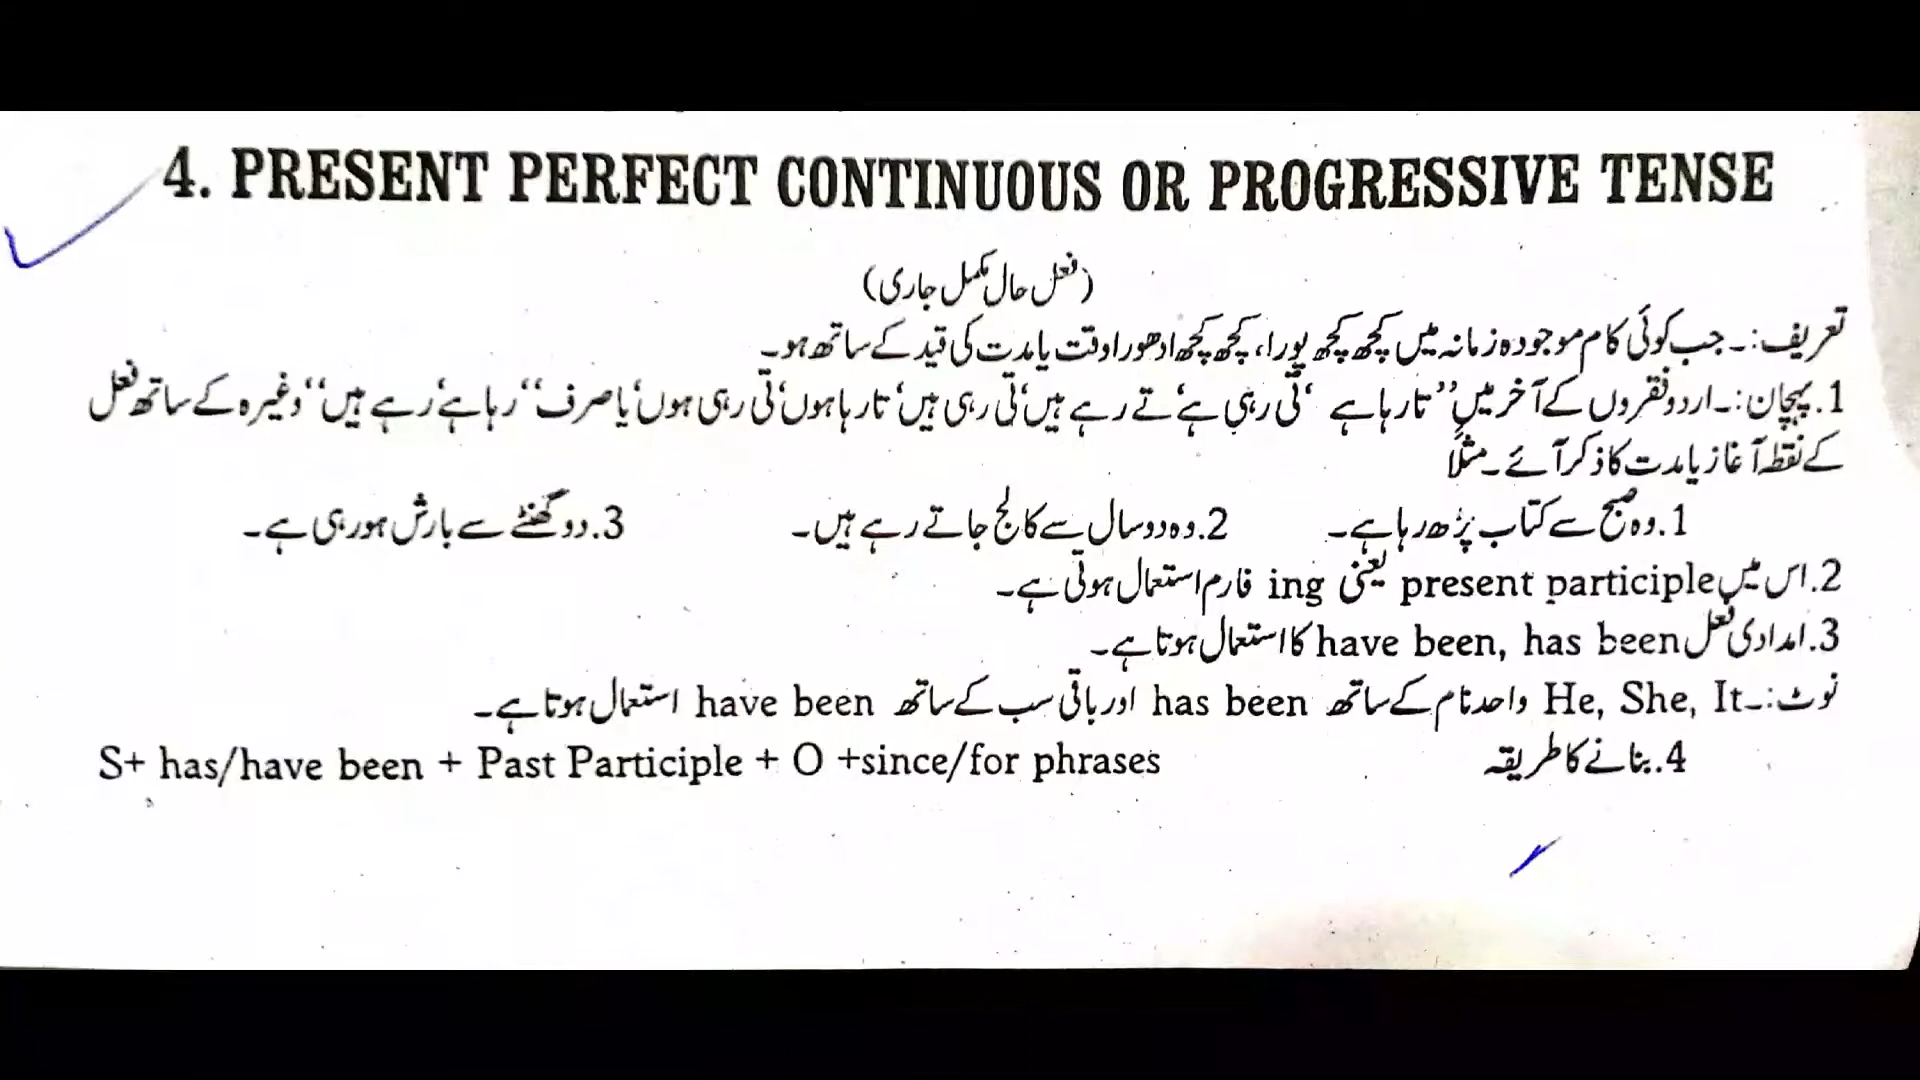 4. PRESENT PERFECT CONTINUOUS OR PROGRESSIVE TENSE
(فعل حال مکمل جاری)
تعریف:۔ جب کوئی کام موجودہ زمانہ میں کچھ کچھ پورا، کچھ کچھ ادھورا وقت یا مدت کی قید کے ساتھ ہو۔
1. پہچان:۔ اردو فقروں کے آخر میں ”تا رہا ہے ‘ تی رہی ہے‘ تے رہے ہیں‘ تی رہی ہیں‘ تا رہا ہوں‘ تی رہی ہوں‘ یا صرف “رہا ہے‘ رہے ہیں“ وغیرہ کے ساتھ فعل
کے نقطہ آغاز یا مدت کا ذکر آئے۔ مثلاً
1. وہ صبح سے کتاب پڑھ رہا ہے۔ 2. وہ دو سال سے کالج جاتے رہے ہیں۔ 3. دو گھنٹے سے بارش ہو رہی ہے۔
2. اس میں present participle یعنی ing فارم استعمال ہوتی ہے۔
3. امدادی فعل have been, has been کا استعمال ہوتا ہے۔
نوٹ:۔ He, She, It واحد نام کے ساتھ has been اور باقی سب کے ساتھ have been استعمال ہوتا ہے۔
4. بنانے کا طریقہ S+ has/have been + Past Participle + O +since/for phrases